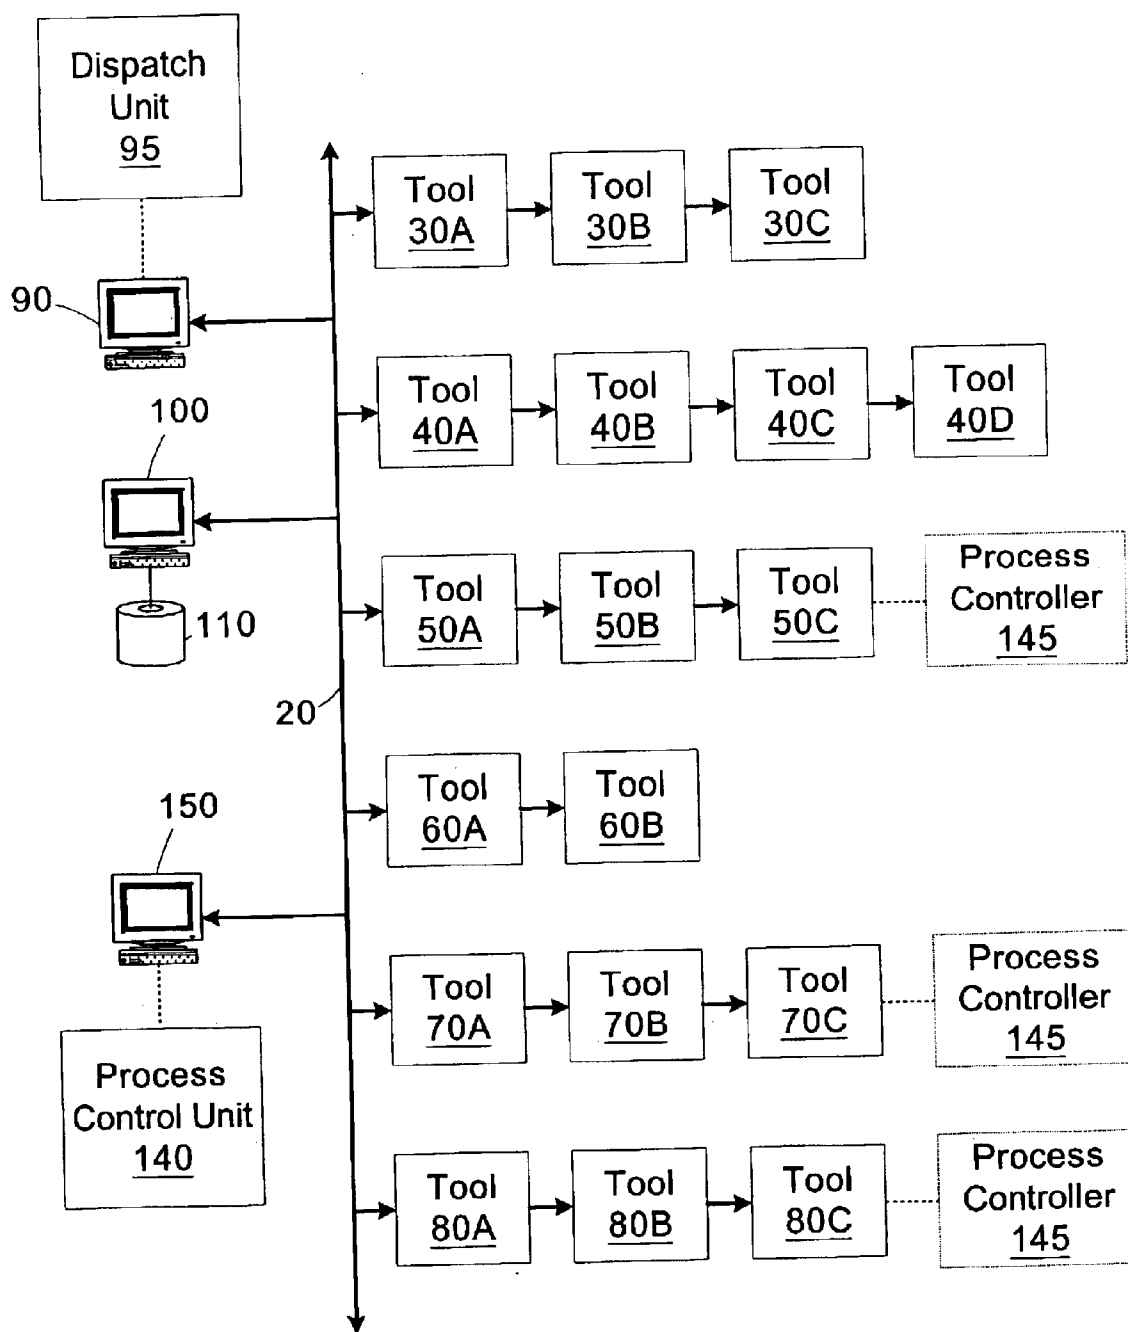 Dispatch
Unit
95
90
100
110
20
150
Process
Control Unit
140
Tool
30A
Tool
30B
Tool
30C
Tool
40A
Tool
40B
Tool
40C
Tool
40D
Tool
50A
Tool
50B
Tool
50C
Process
Controller
145
Tool
60A
Tool
60B
Tool
70A
Tool
70B
Tool
70C
Process
Controller
145
Tool
80A
Tool
80B
Tool
80C
Process
Controller
145